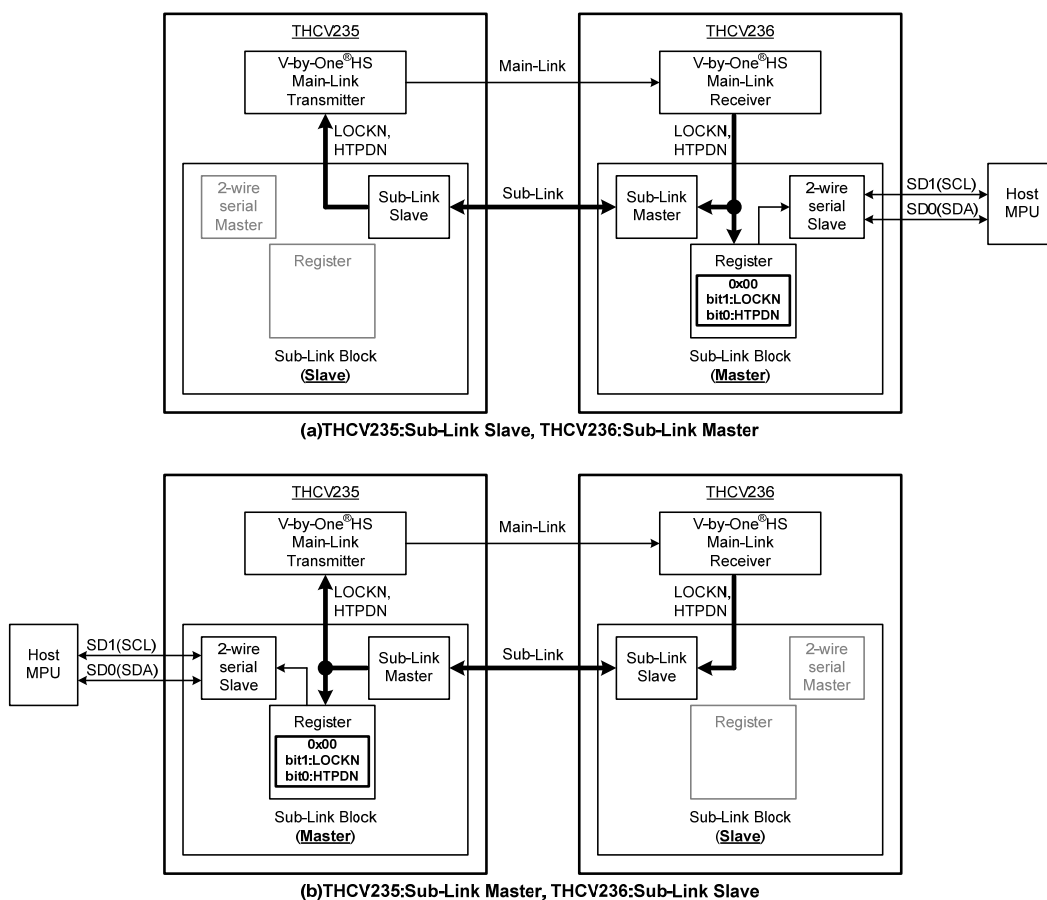 THCV235
V-by-One®HS
Main-Link
Transmitter
Main-Link
THCV236
V-by-One®HS
Main-Link
Receiver
LOCKN,
HTPDN
LOCKN,
HTPDN
2-wire
serial
Master
Sub-Link
Slave
Sub-Link
Sub-Link
Master
2-wire
serial
Slave
SD1(SCL)
SD0(SDA)
Host
MPU
Register
Register
0x00
bit1:LOCKN
bit0:HTPDN
Sub-Link Block
(Slave)
Sub-Link Block
(Master)
(a)THCV235:Sub-Link Slave, THCV236:Sub-Link Master
THCV235
V-by-One®HS
Main-Link
Transmitter
Main-Link
THCV236
V-by-One®HS
Main-Link
Receiver
LOCKN,
HTPDN
LOCKN,
HTPDN
Host
MPU
SD1(SCL)
SD0(SDA)
2-wire
serial
Slave
Sub-Link
Master
Sub-Link
Sub-Link
Slave
2-wire
serial
Master
Register
0x00
bit1:LOCKN
bit0:HTPDN
Register
Sub-Link Block
(Master)
Sub-Link Block
(Slave)
(b)THCV235:Sub-Link Master, THCV236:Sub-Link Slave